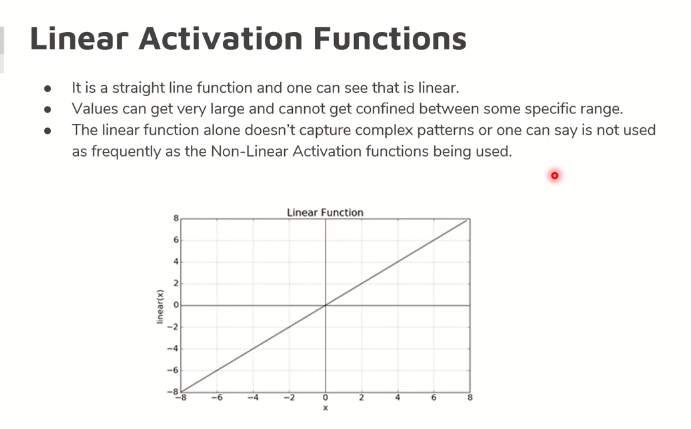 Linear Activation Functions
● It is a straight line function and one can see that is linear.
● Values can get very large and cannot get confined between some specific range.
● The linear function alone doesn't capture complex patterns or one can say is not used
as frequently as the Non-Linear Activation functions being used.
Linear Function
8
6
4
2
0
−2
−4
−6
−8
linear(x)
−8 −6 −4 −2 0 2 4 6 8
x